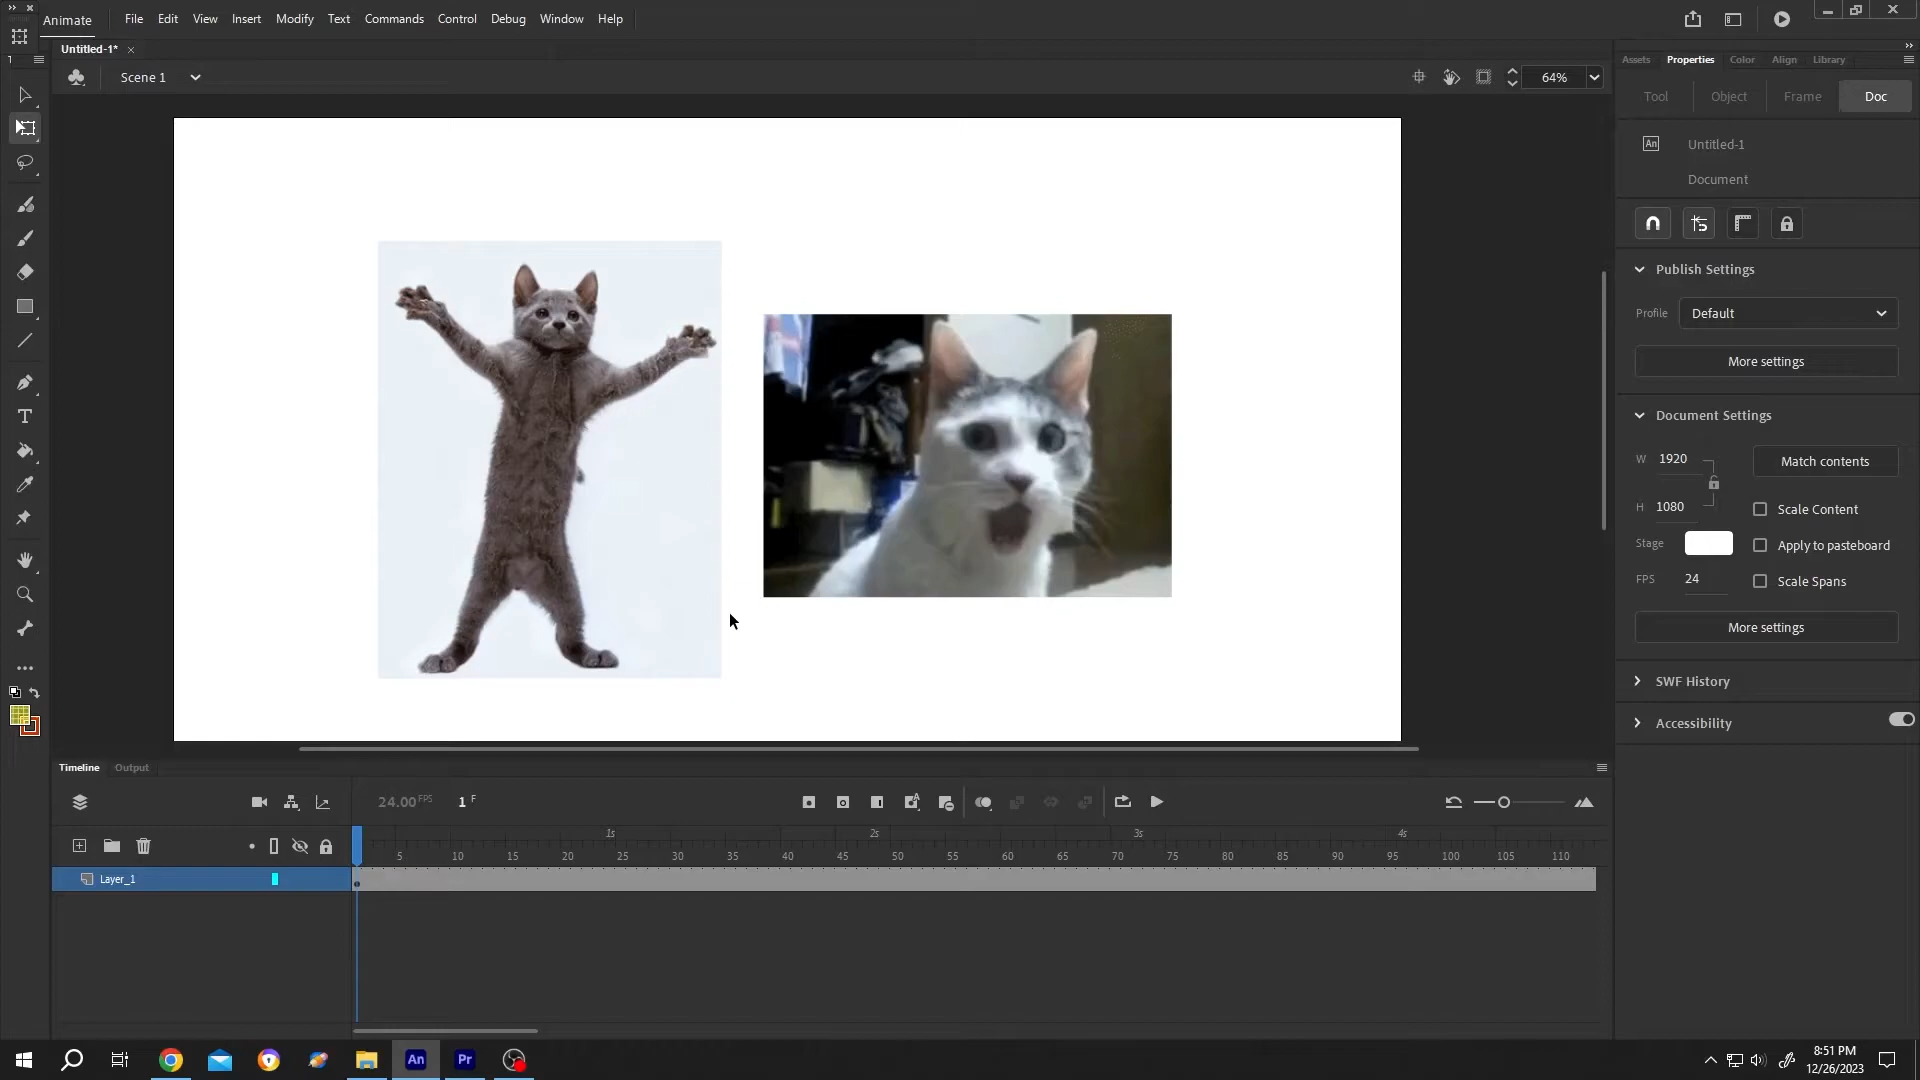 Animate
File Edit View Insert Modify Text Commands Control Debug Window Help
Untitled-1*
Scene 1
64%
Assets Properties Color Align Library
Tool Object Frame Doc
An Untitled-1
Document
Publish Settings
Profile Default
More settings
Document Settings
W 1920 Match contents
H 1080 Scale Content
Stage Apply to pasteboard
FPS 24 Scale Spans
More settings
SWF History
Accessibility
Timeline Output
24.00 FPS 1 F
1s 2s 3s 4s
5 10 15 20 25 30 35 40 45 50 55 60 65 70 75 80 85 90 95 100 105 110
Layer_1
An Pr
8:51 PM
12/26/2023